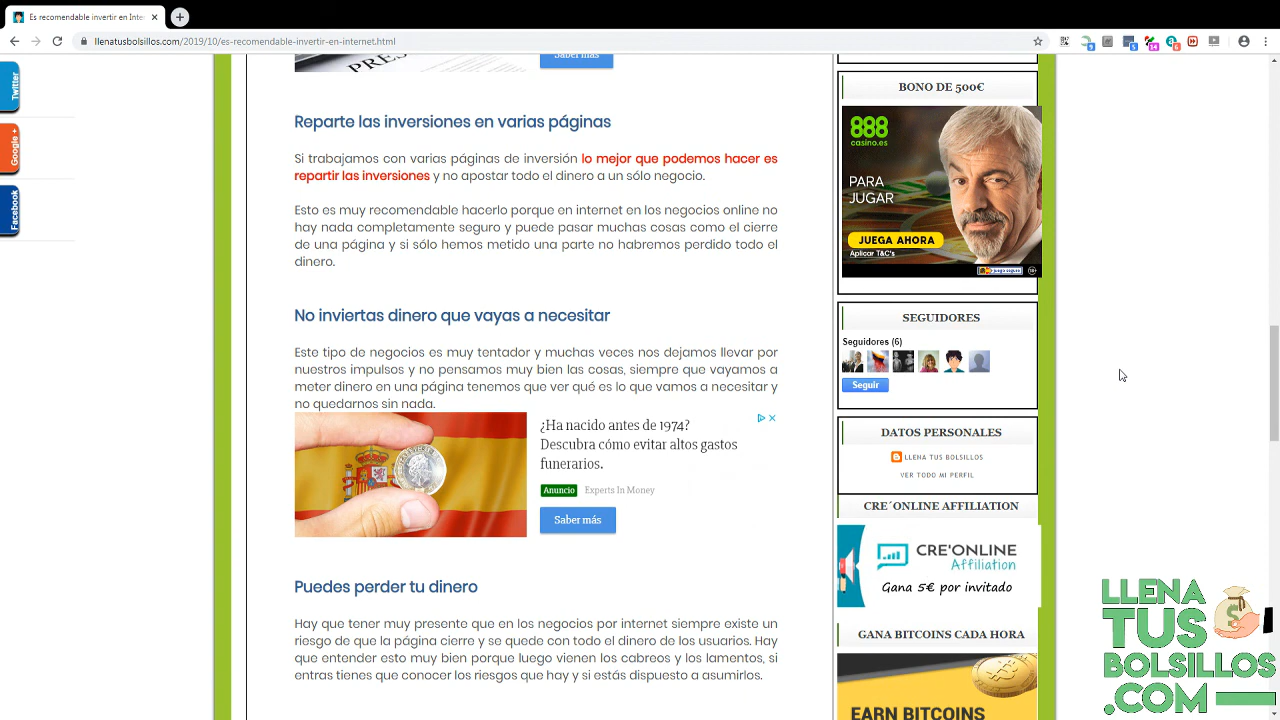 Es recomendable invertir en Inter
llenatusbolsillos.com/2019/10/es-recomendable-invertir-en-internet.html
Twitter
Google +
Facebook
PRES
Saber más
Reparte las inversiones en varias páginas
Si trabajamos con varias páginas de inversión lo mejor que podemos hacer es
repartir las inversiones y no apostar todo el dinero a un sólo negocio.
Esto es muy recomendable hacerlo porque en internet en los negocios online no
hay nada completamente seguro y puede pasar muchas cosas como el cierre
de una página y si sólo hemos metido una parte no habremos perdido todo el
dinero.
No inviertas dinero que vayas a necesitar
Este tipo de negocios es muy tentador y muchas veces nos dejamos llevar por
nuestros impulsos y no pensamos muy bien las cosas, siempre que vayamos a
meter dinero en una página tenemos que ver qué es lo que vamos a necesitar y
no quedarnos sin nada.
¿Ha nacido antes de 1974?
Descubra cómo evitar altos gastos
funerarios.
Anuncio Experts In Money
Saber más
Puedes perder tu dinero
Hay que tener muy presente que en los negocios por internet siempre existe un
riesgo de que la página cierre y se quede con todo el dinero de los usuarios. Hay
que entender esto muy bien porque luego vienen los cabreos y los lamentos, si
entras tienes que conocer los riesgos que hay y si estás dispuesto a asumirlos.
BONO DE 500€
888
casino.es
PARA
JUGAR
JUEGA AHORA
Aplicar T&C's
SEGUIDORES
Seguidores (6)
Seguir
DATOS PERSONALES
LLENA TUS BOLSILLOS
VER TODO MI PERFIL
CRE´ONLINE AFFILIATION
CRE'ONLINE
Affiliation
Gana 5€ por invitado
GANA BITCOINS CADA HORA
EARN BITCOINS
LLENA
TUS
BOLSILLOS
.COM